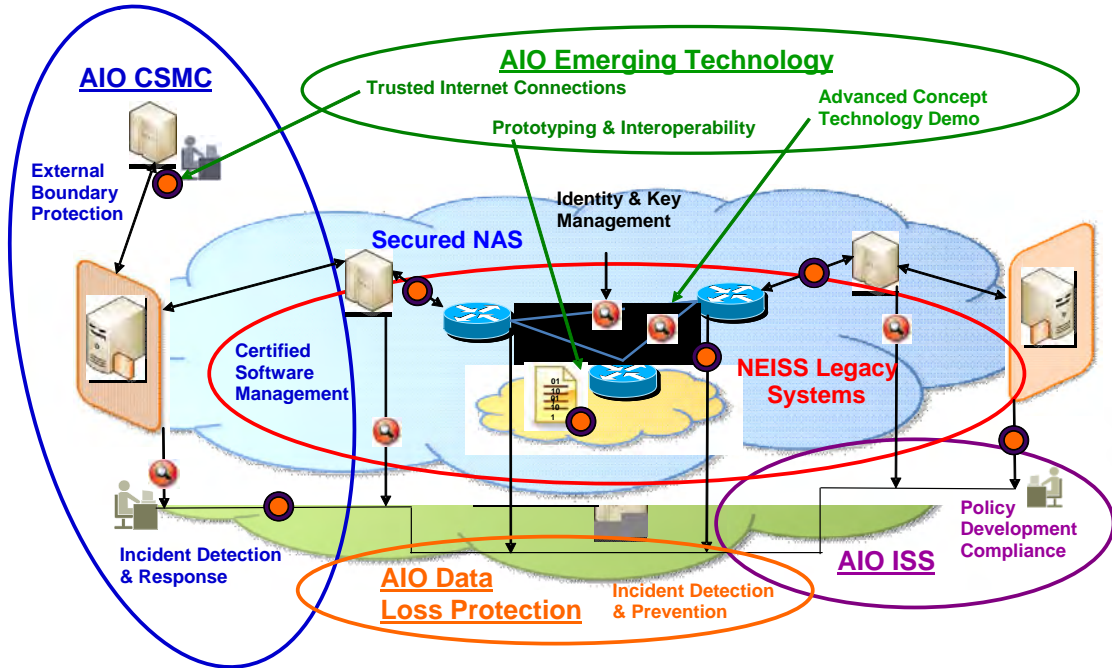 AIO CSMC
AIO Emerging Technology
Trusted Internet Connections
Advanced Concept
Technology Demo
Prototyping & Interoperability
External
Boundary
Protection
Identity & Key
Management
Secured NAS
Certified
Software
Management
NEISS Legacy
Systems
01
10
01
10
1
Incident Detection
& Response
AIO Data
Loss Protection
Incident Detection
& Prevention
AIO ISS
Policy
Development
Compliance